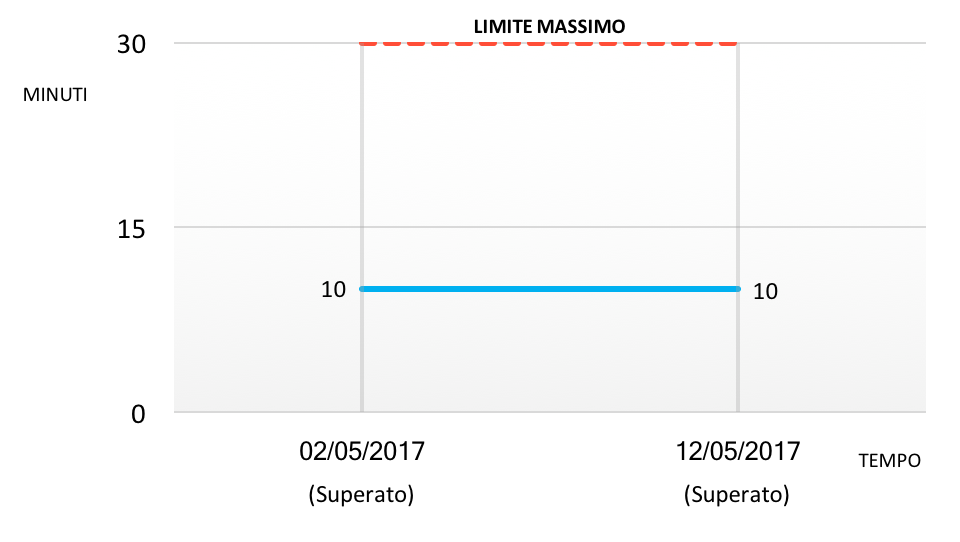 LIMITE MASSIMO
30
MINUTI
15
10
10
0
02/05/2017
12/05/2017
TEMPO
(Superato)
(Superato)